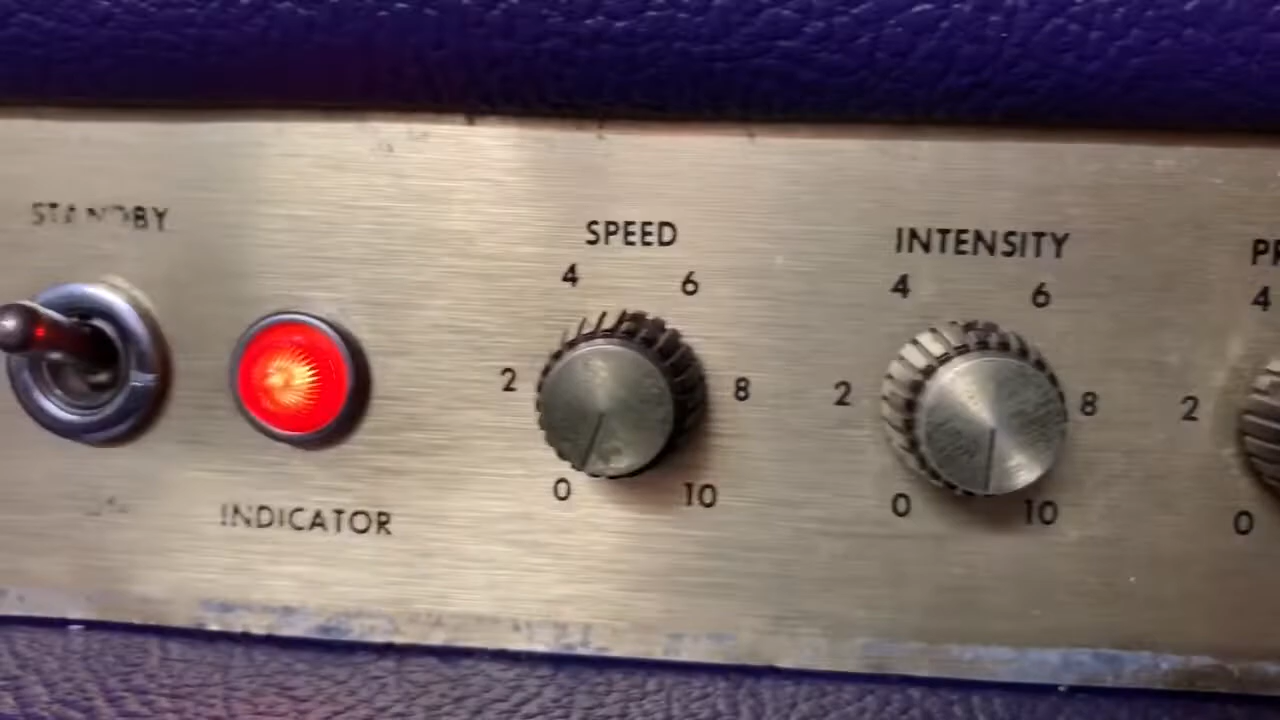 STANDBY
INDICATOR
SPEED
4 6
2 8
0 10
INTENSITY
4 6
2 8
0 10
4
2
0